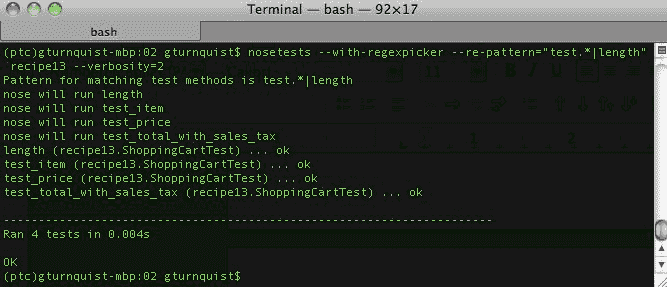 Terminal — bash — 92×17
bash
(ptc)gturnquist-mbp:02 gturnquist$ nosetests --with-regexpicker --re-pattern="test.*|length"
recipe13 --verbosity=2
Pattern for matching test methods is test.*|length
nose will run length
nose will run test_item
nose will run test_price
nose will run test_total_with_sales_tax
length (recipe13.ShoppingCartTest) ... ok
test_item (recipe13.ShoppingCartTest) ... ok
test_price (recipe13.ShoppingCartTest) ... ok
test_total_with_sales_tax (recipe13.ShoppingCartTest) ... ok
----------------------------------------------------------------------
Ran 4 tests in 0.004s
OK
(ptc)gturnquist-mbp:02 gturnquist$